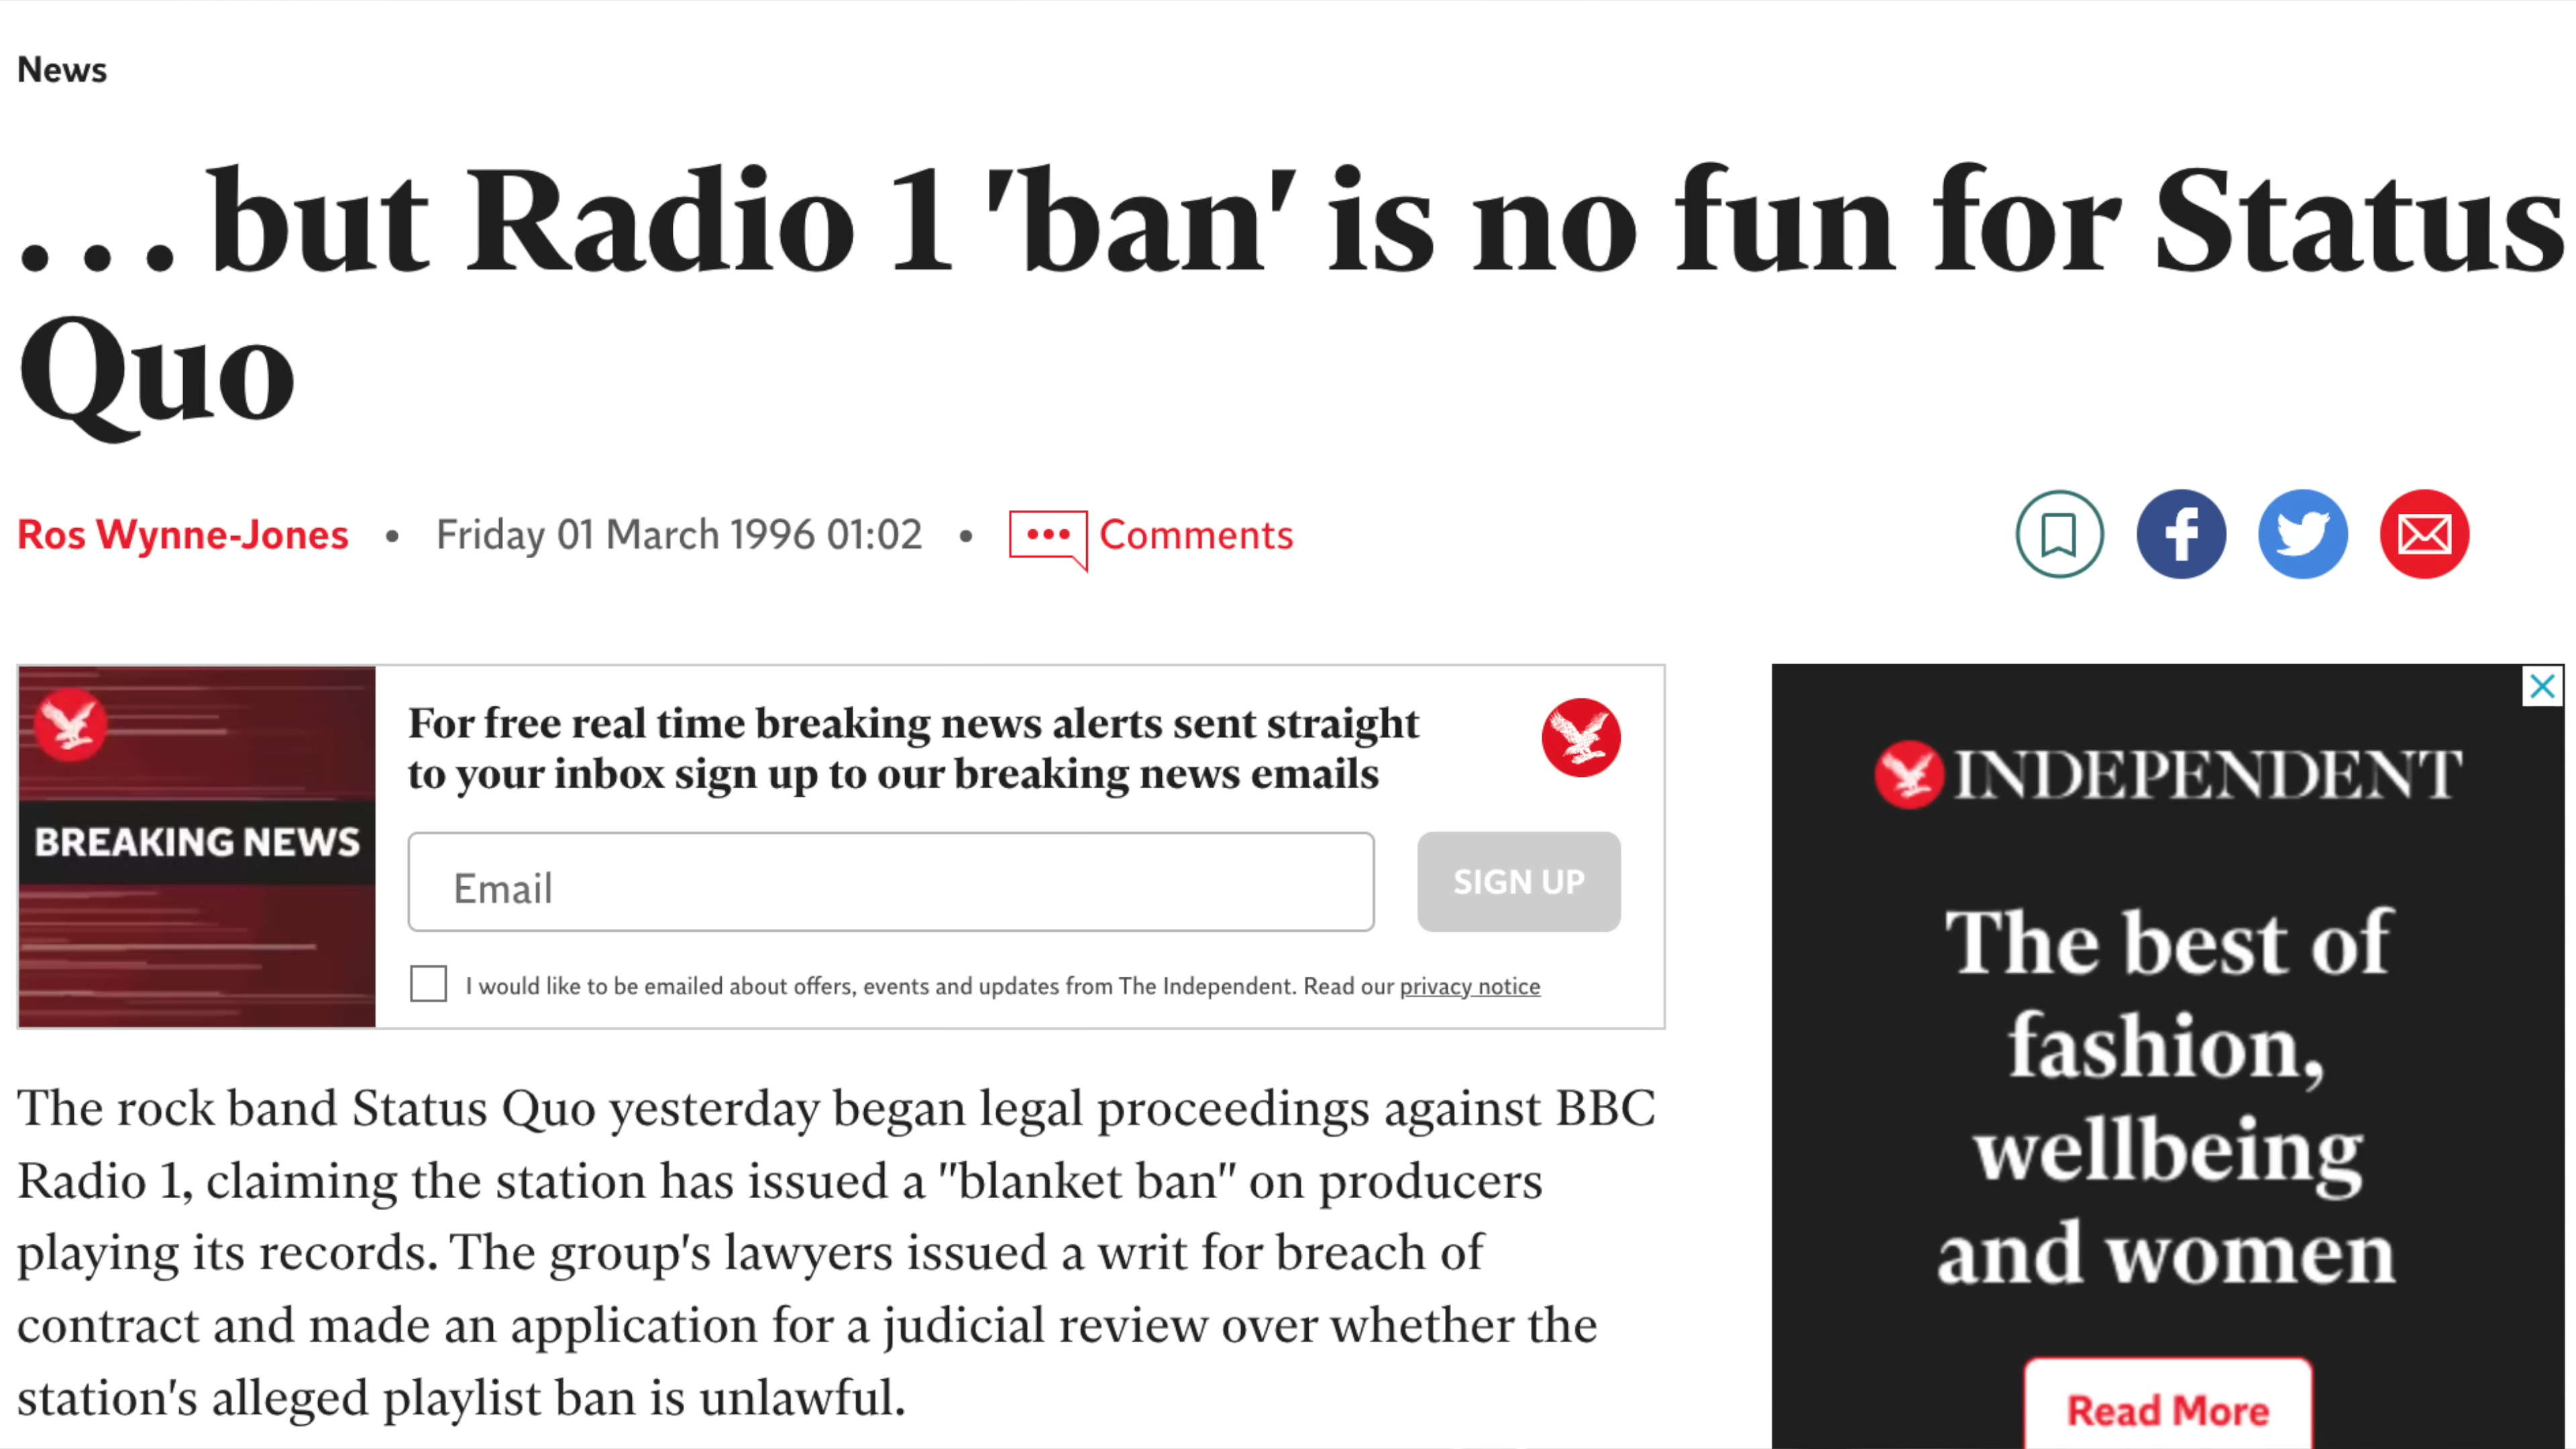 News
. . . but Radio 1 'ban' is no fun for Status
Quo
Ros Wynne-Jones • Friday 01 March 1996 01:02 • Comments
BREAKING NEWS
For free real time breaking news alerts sent straight
to your inbox sign up to our breaking news emails
Email
SIGN UP
I would like to be emailed about offers, events and updates from The Independent. Read our privacy notice
The rock band Status Quo yesterday began legal proceedings against BBC
Radio 1, claiming the station has issued a "blanket ban" on producers
playing its records. The group's lawyers issued a writ for breach of
contract and made an application for a judicial review over whether the
station's alleged playlist ban is unlawful.
INDEPENDENT
The best of
fashion,
wellbeing
and women
Read More